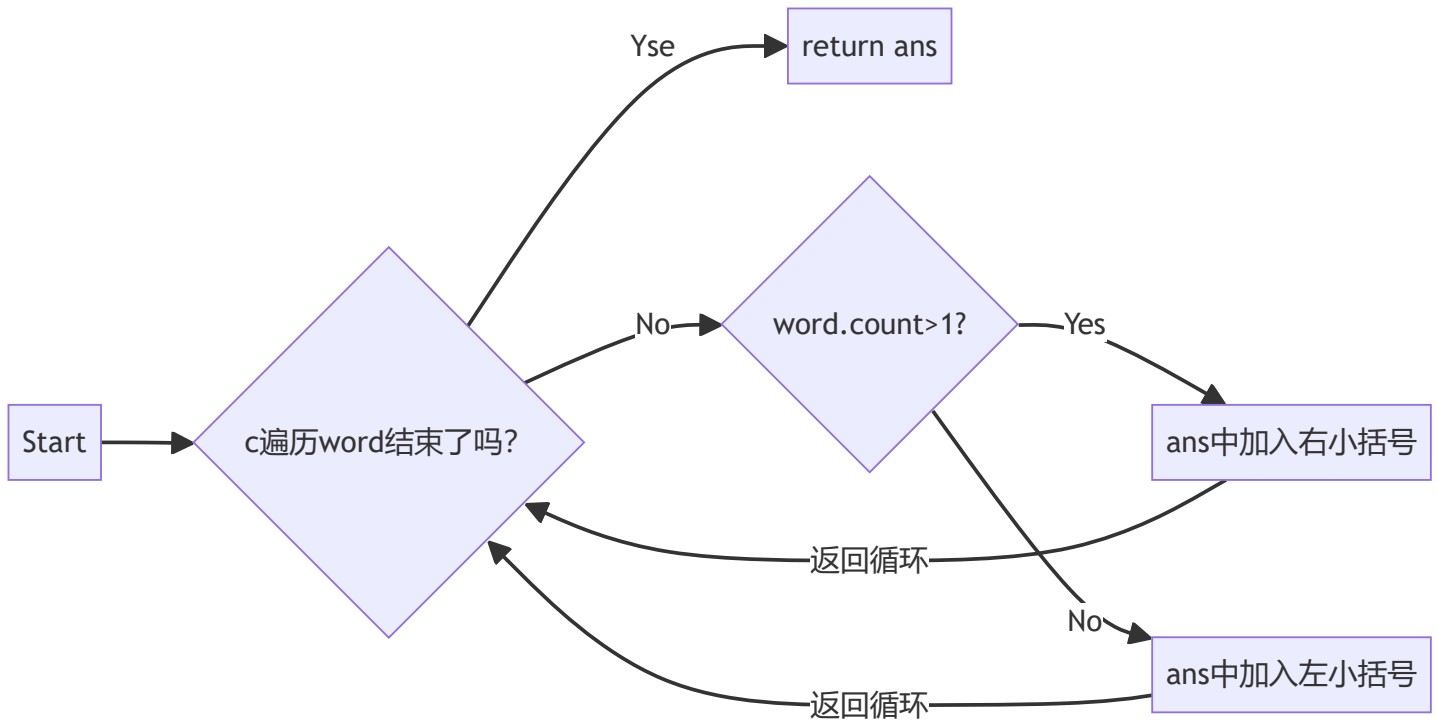 Yse
return ans
No
word.count>1?
Yes
Start
c遍历word结束了吗?
ans中加入右小括号
返回循环
No
ans中加入左小括号
返回循环